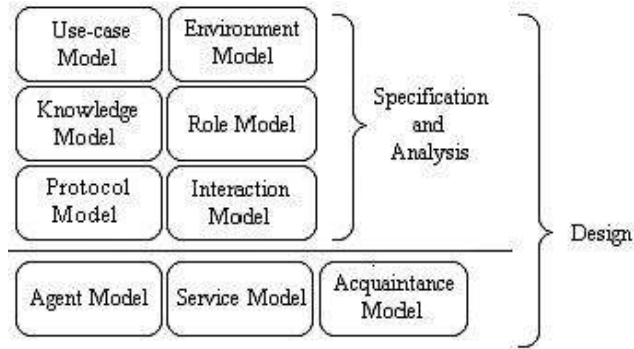 Use-case
Model
Environment
Model
Knowledge
Model
Role Model
Protocol
Model
Interaction
Model
Specification
and
Analysis
Agent Model
Service Model
Acquaintance
Model
Design